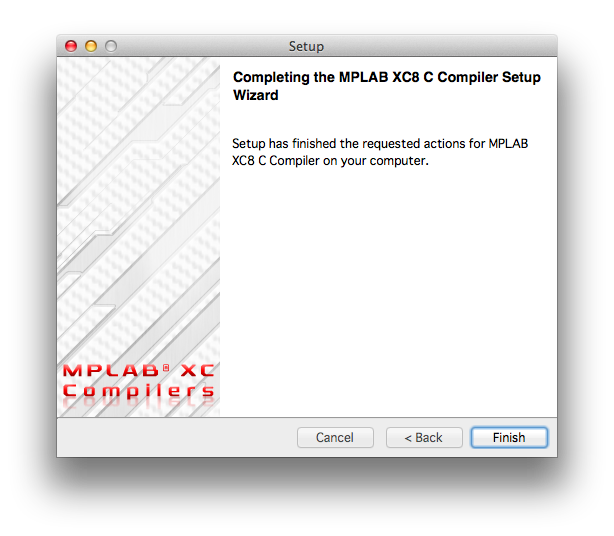 Setup
Completing the MPLAB XC8 C Compiler Setup
Wizard
Setup has finished the requested actions for MPLAB
XC8 C Compiler on your computer.
MPLAB® XC
Compilers
Cancel
< Back
Finish